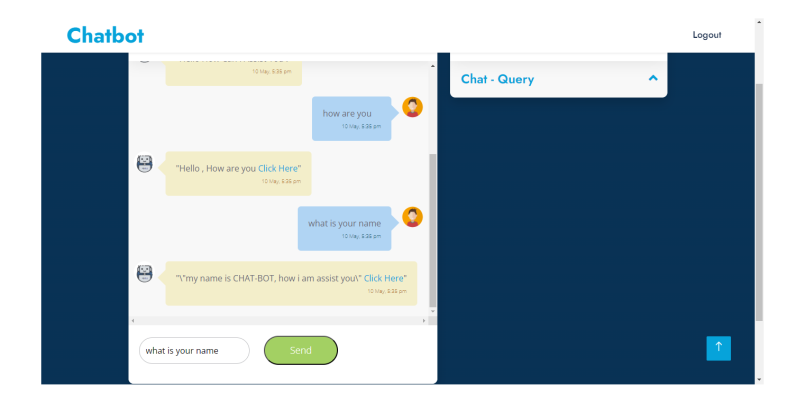 Chatbot
Logout
10 May, 5:35 pm
Chat - Query
how are you
10 May, 5:35 pm
"Hello , How are you Click Here"
10 May, 5:35 pm
what is your name
10 May, 5:35 pm
"\"my name is CHAT-BOT, how i am assist you\" Click Here"
10 May, 5:35 pm
what is your name
Send